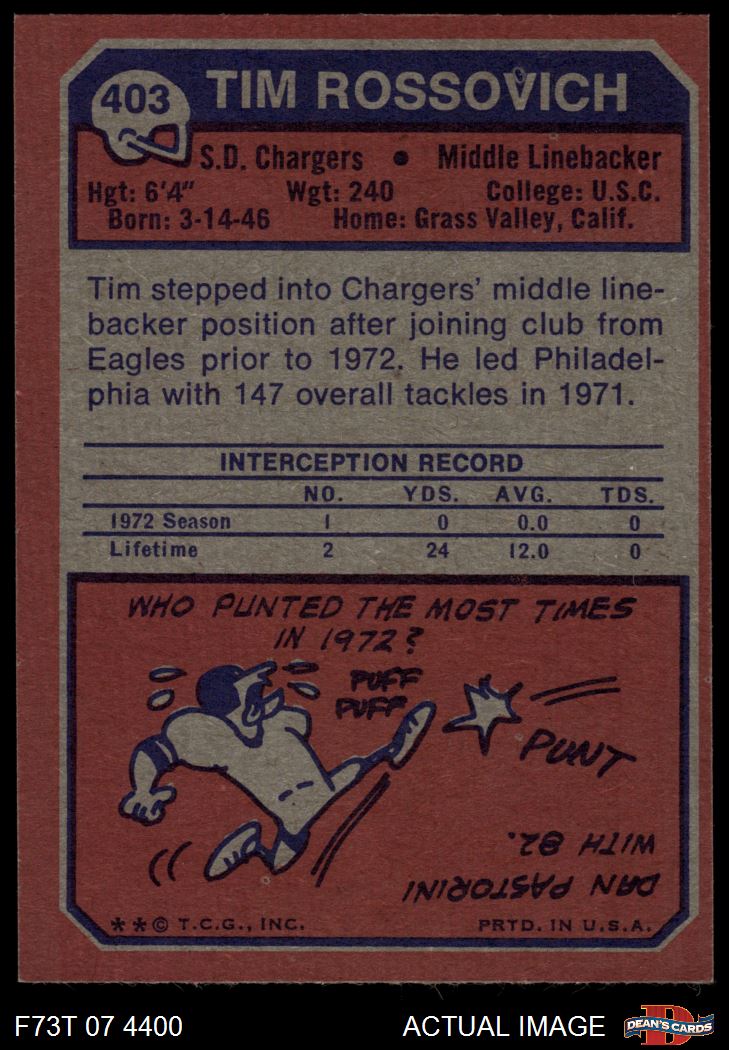 403
TIM ROSSOVICH
S.D. Chargers • Middle Linebacker
Hgt: 6'4" Wgt: 240 College: U.S.C.
Born: 3-14-46 Home: Grass Valley, Calif.
Tim stepped into Chargers' middle line-
backer position after joining club from
Eagles prior to 1972. He led Philadel-
phia with 147 overall tackles in 1971.
INTERCEPTION RECORD
NO. YDS. AVG. TDS.
1972 Season 1 0 0.0 0
Lifetime 2 24 12.0 0
WHO PUNTED THE MOST TIMES
IN 1972?
PUFF
PUFF
PUNT
DAN PASTORINI
WITH 82.
**© T.C.G., INC. PRTD. IN U.S.A.
F73T 07 4400 ACTUAL IMAGE
D
DEAN'S CARDS